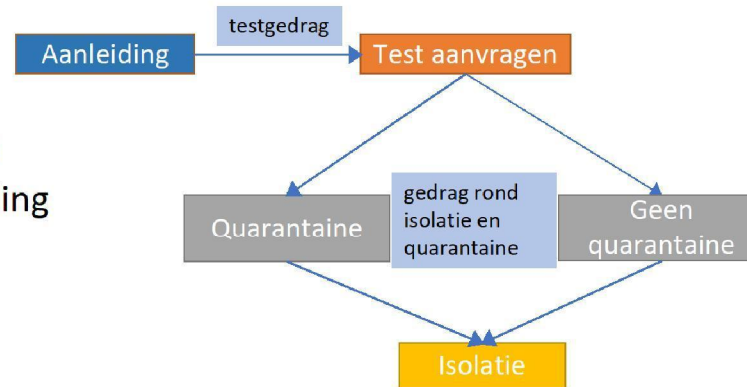 testgedrag
Aanleiding
Test aanvragen
ing
gedrag rond
isolatie en
quarantaine
Quarantaine
Geen
quarantaine
Isolatie